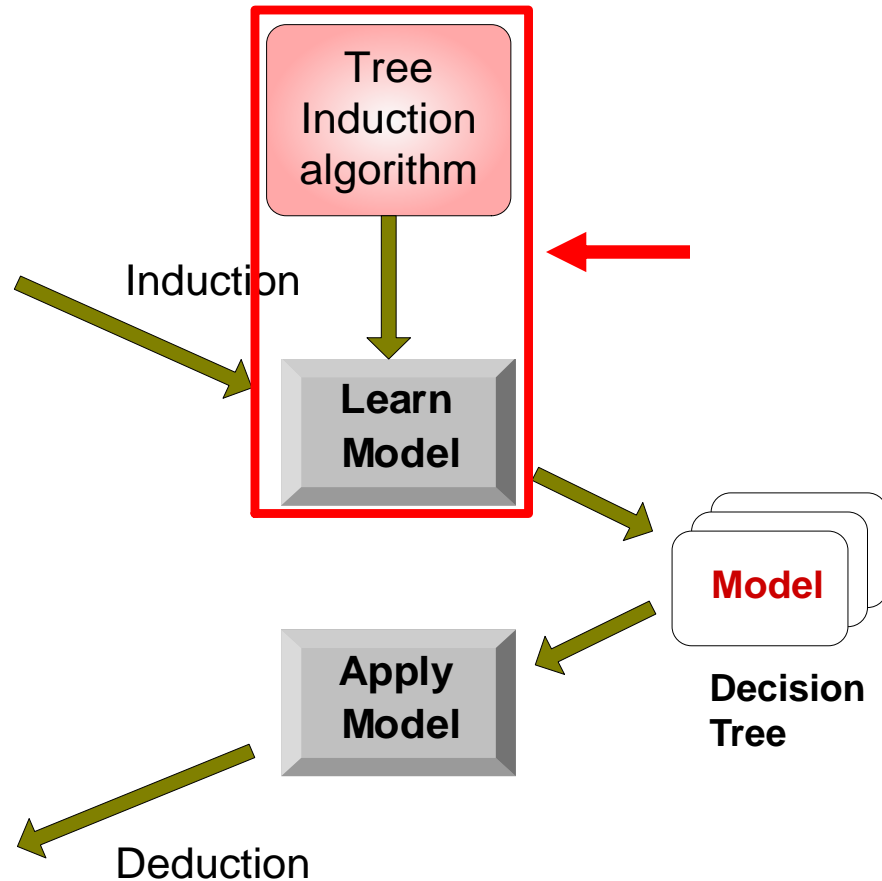 Tree
Induction
algorithm
Induction
Learn
Model
Model
Apply
Model
Decision
Tree
Deduction